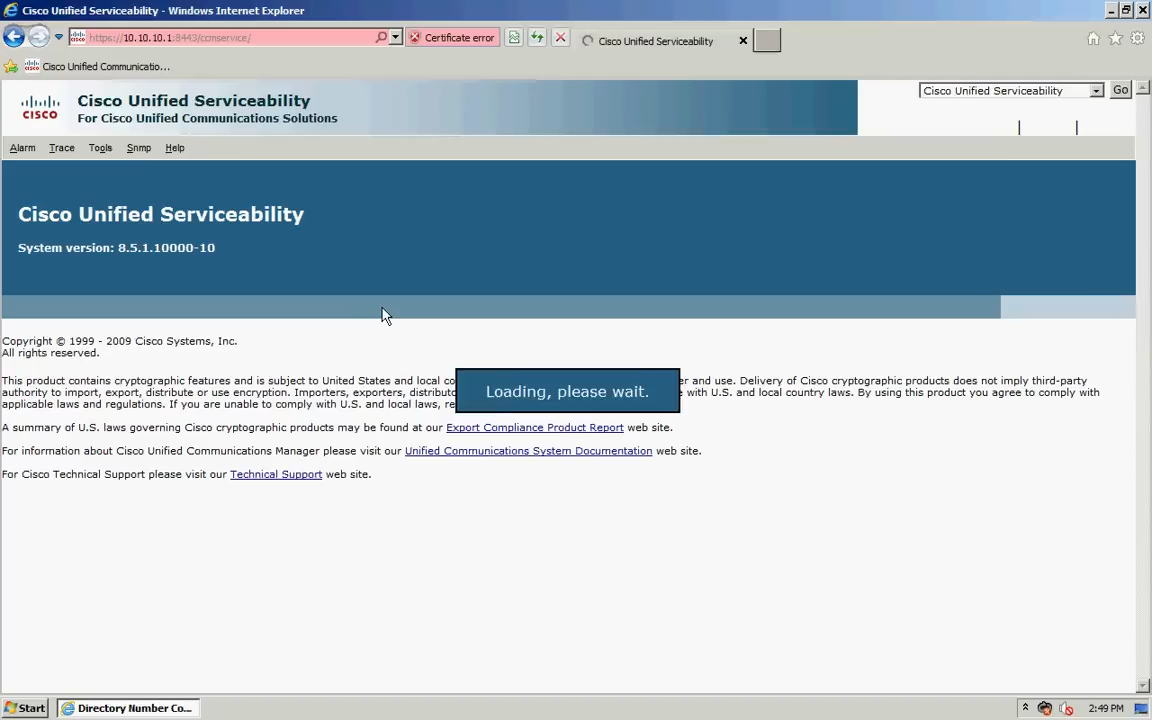 Cisco Unified Serviceability - Windows Internet Explorer
https://10.10.10.1:8443/ccmservice/
Certificate error
Cisco Unified Serviceability
Cisco Unified Communicatio...
CISCO
Cisco Unified Serviceability
For Cisco Unified Communications Solutions
Cisco Unified Serviceability Go
Alarm Trace Tools Snmp Help
Cisco Unified Serviceability
System version: 8.5.1.10000-10
Copyright © 1999 - 2009 Cisco Systems, Inc.
All rights reserved.
This product contains cryptographic features and is subject to United States and local co er and use. Delivery of Cisco cryptographic products does not imply third-party
authority to import, export, distribute or use encryption. Importers, exporters, distribut with U.S. and local country laws. By using this product you agree to comply with
applicable laws and regulations. If you are unable to comply with U.S. and local laws, re
Loading, please wait.
A summary of U.S. laws governing Cisco cryptographic products may be found at our Export Compliance Product Report web site.
For information about Cisco Unified Communications Manager please visit our Unified Communications System Documentation web site.
For Cisco Technical Support please visit our Technical Support web site.
Start
Directory Number Co...
2:49 PM